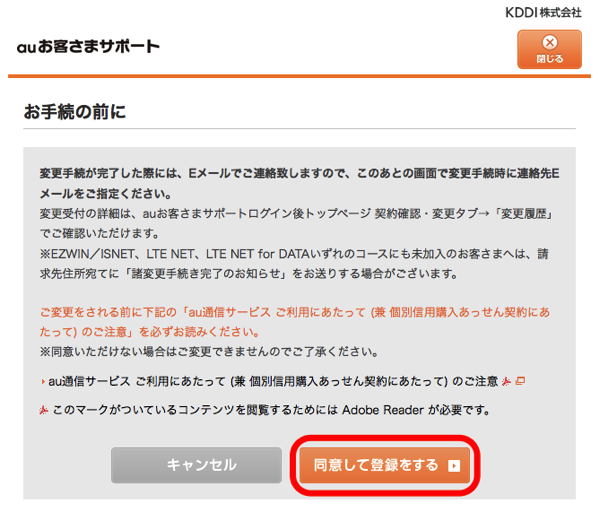 KDDI株式会社
auお客さまサポート
閉じる
お手続の前に
変更手続が完了した際には、Eメールでご連絡致しますので、このあとの画面で変更手続時に連絡先E
メールをご指定ください。
変更受付の詳細は、auお客さまサポートログイン後トップページ 契約確認・変更タブ→「変更履歴」
でご確認いただけます。
※EZWIN／ISNET、LTE NET、LTE NET for DATAいずれのコースにも未加入のお客さまへは、請
求先住所宛てに「諸変更手続き完了のお知らせ」をお送りする場合がございます。
ご変更をされる前に下記の「au通信サービス ご利用にあたって (兼 個別信用購入あっせん契約にあ
たって) のご注意」を必ずお読みください。
※同意いただけない場合はご変更できませんのでご了承ください。
au通信サービス ご利用にあたって (兼 個別信用購入あっせん契約にあたって) のご注意
このマークがついているコンテンツを閲覧するためには Adobe Reader が必要です。
キャンセル
同意して登録をする